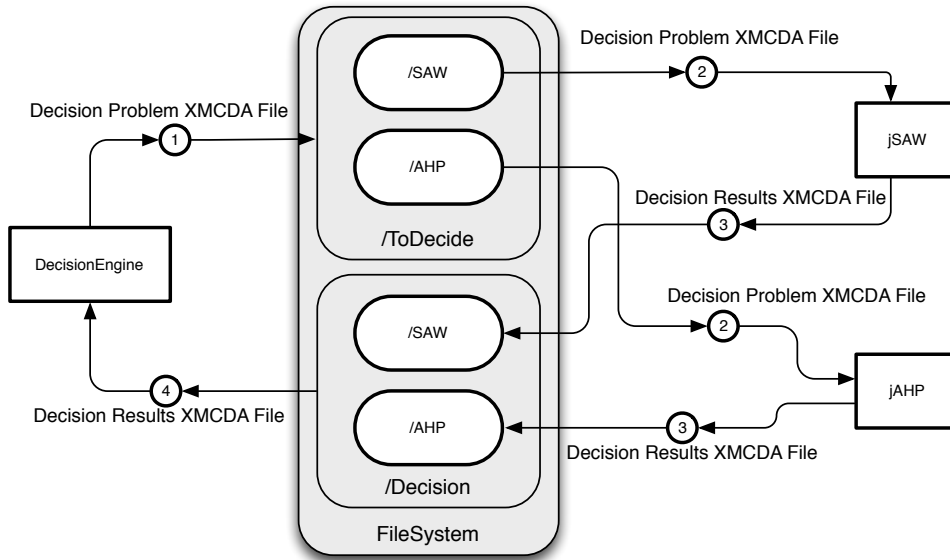 Decision Problem XMCDA File
/SAW
2
Decision Problem XMCDA File
1
jSAW
/AHP
Decision Results XMCDA File
3
/ToDecide
DecisionEngine
Decision Problem XMCDA File
2
/SAW
jAHP
4
Decision Results XMCDA File
/AHP
3
Decision Results XMCDA File
/Decision
FileSystem